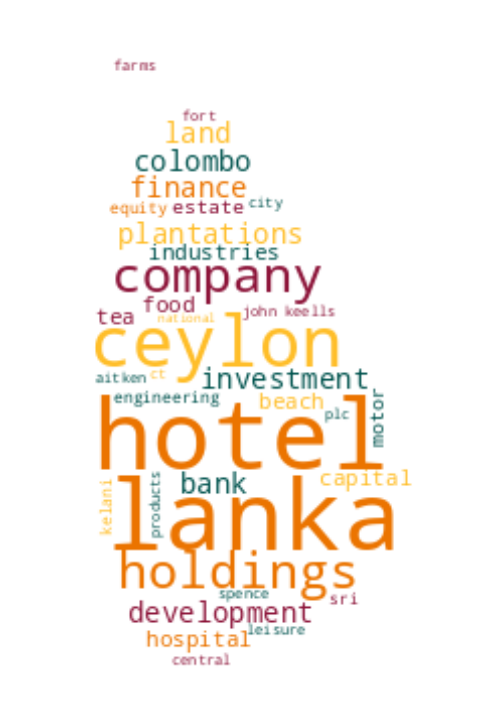 farms
fort
land
colombo
finance
equity estate city
plantations
industries
company
food
john keells
tea
national
ceylon
aitken ct
investment
engineering
beach
plc
motor
hotel
bank
capital
kelani
products
lanka
holdings
spence
sri
development
leisure
hospital
central